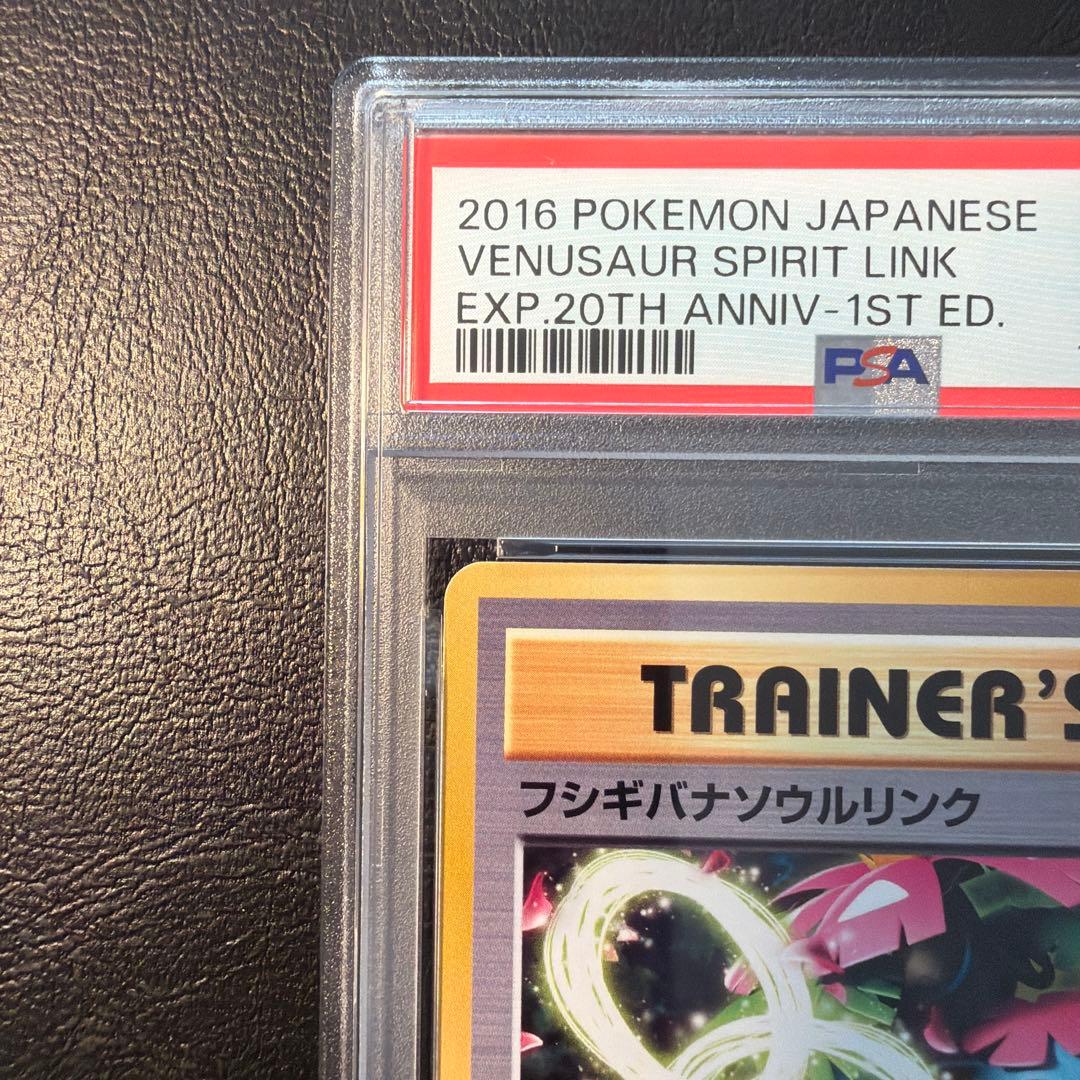 2016 POKEMON JAPANESE
VENUSAUR SPIRIT LINK
EXP.20TH ANNIV-1ST ED.
PSA
TRAINER'S
フシギバナソウルリンク